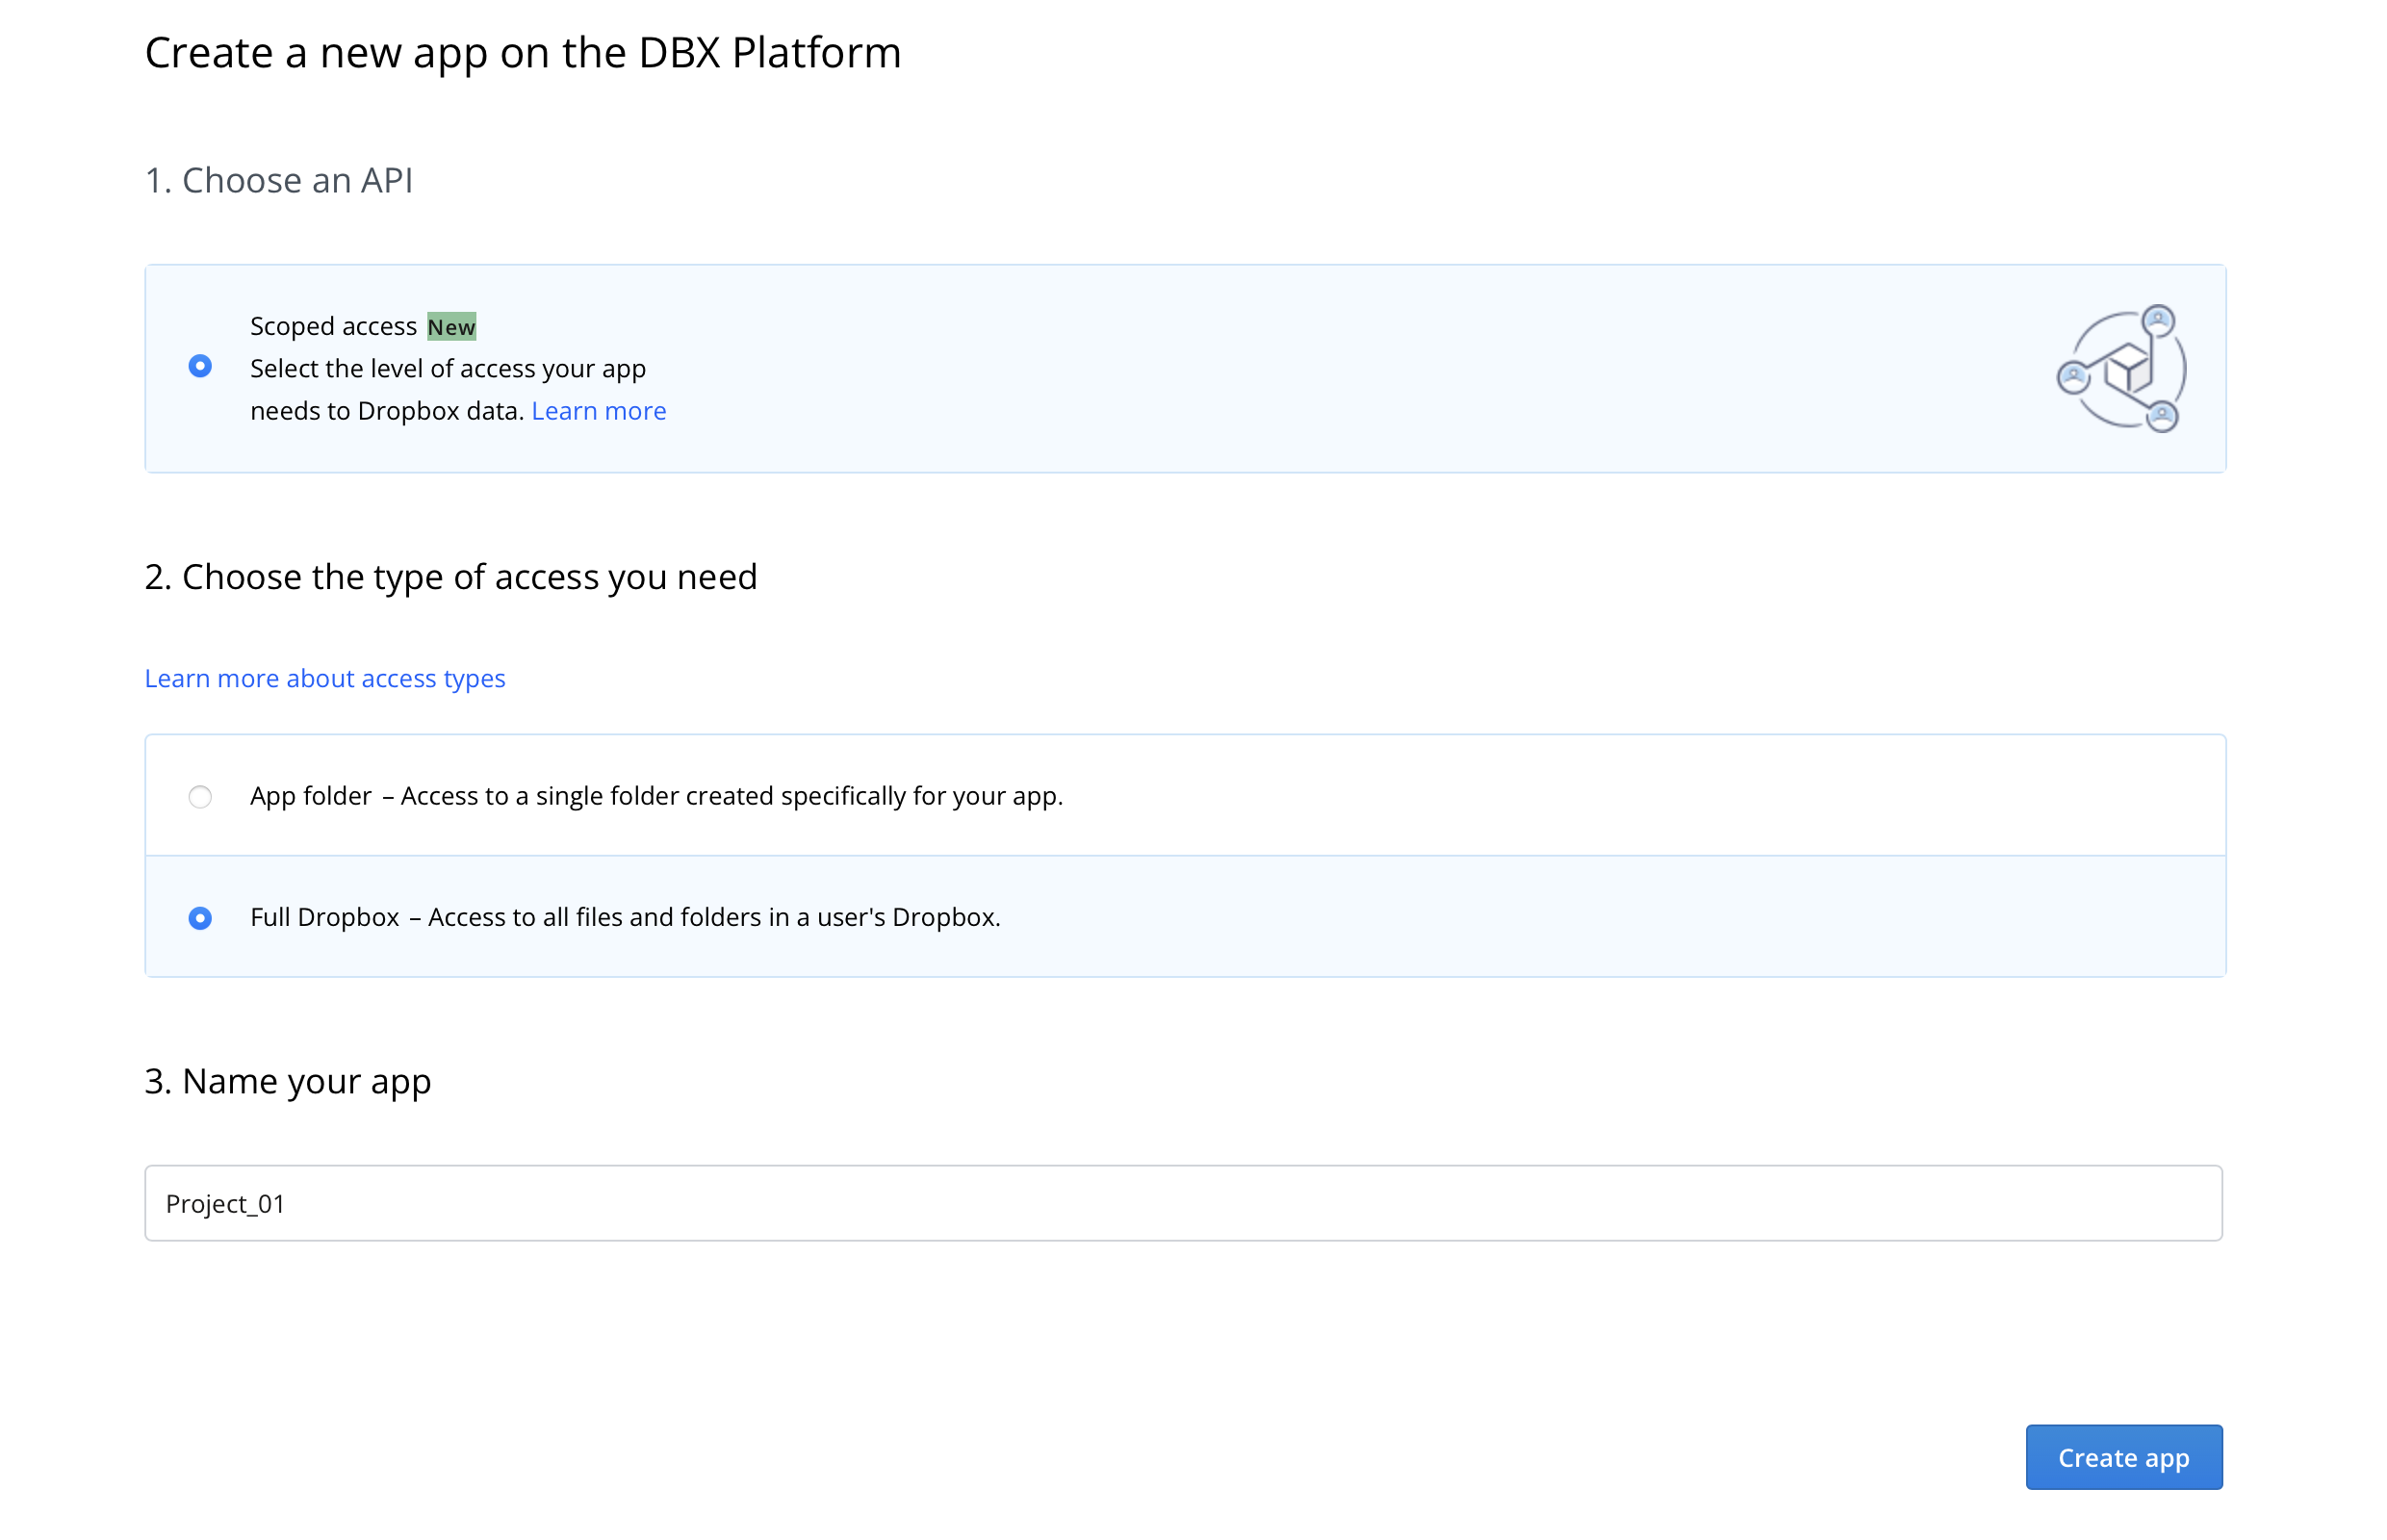 Create a new app on the DBX Platform
1. Choose an API
Scoped access New
Select the level of access your app
needs to Dropbox data. Learn more
2. Choose the type of access you need
Learn more about access types
App folder – Access to a single folder created specifically for your app.
Full Dropbox – Access to all files and folders in a user's Dropbox.
3. Name your app
Project_01
Create app